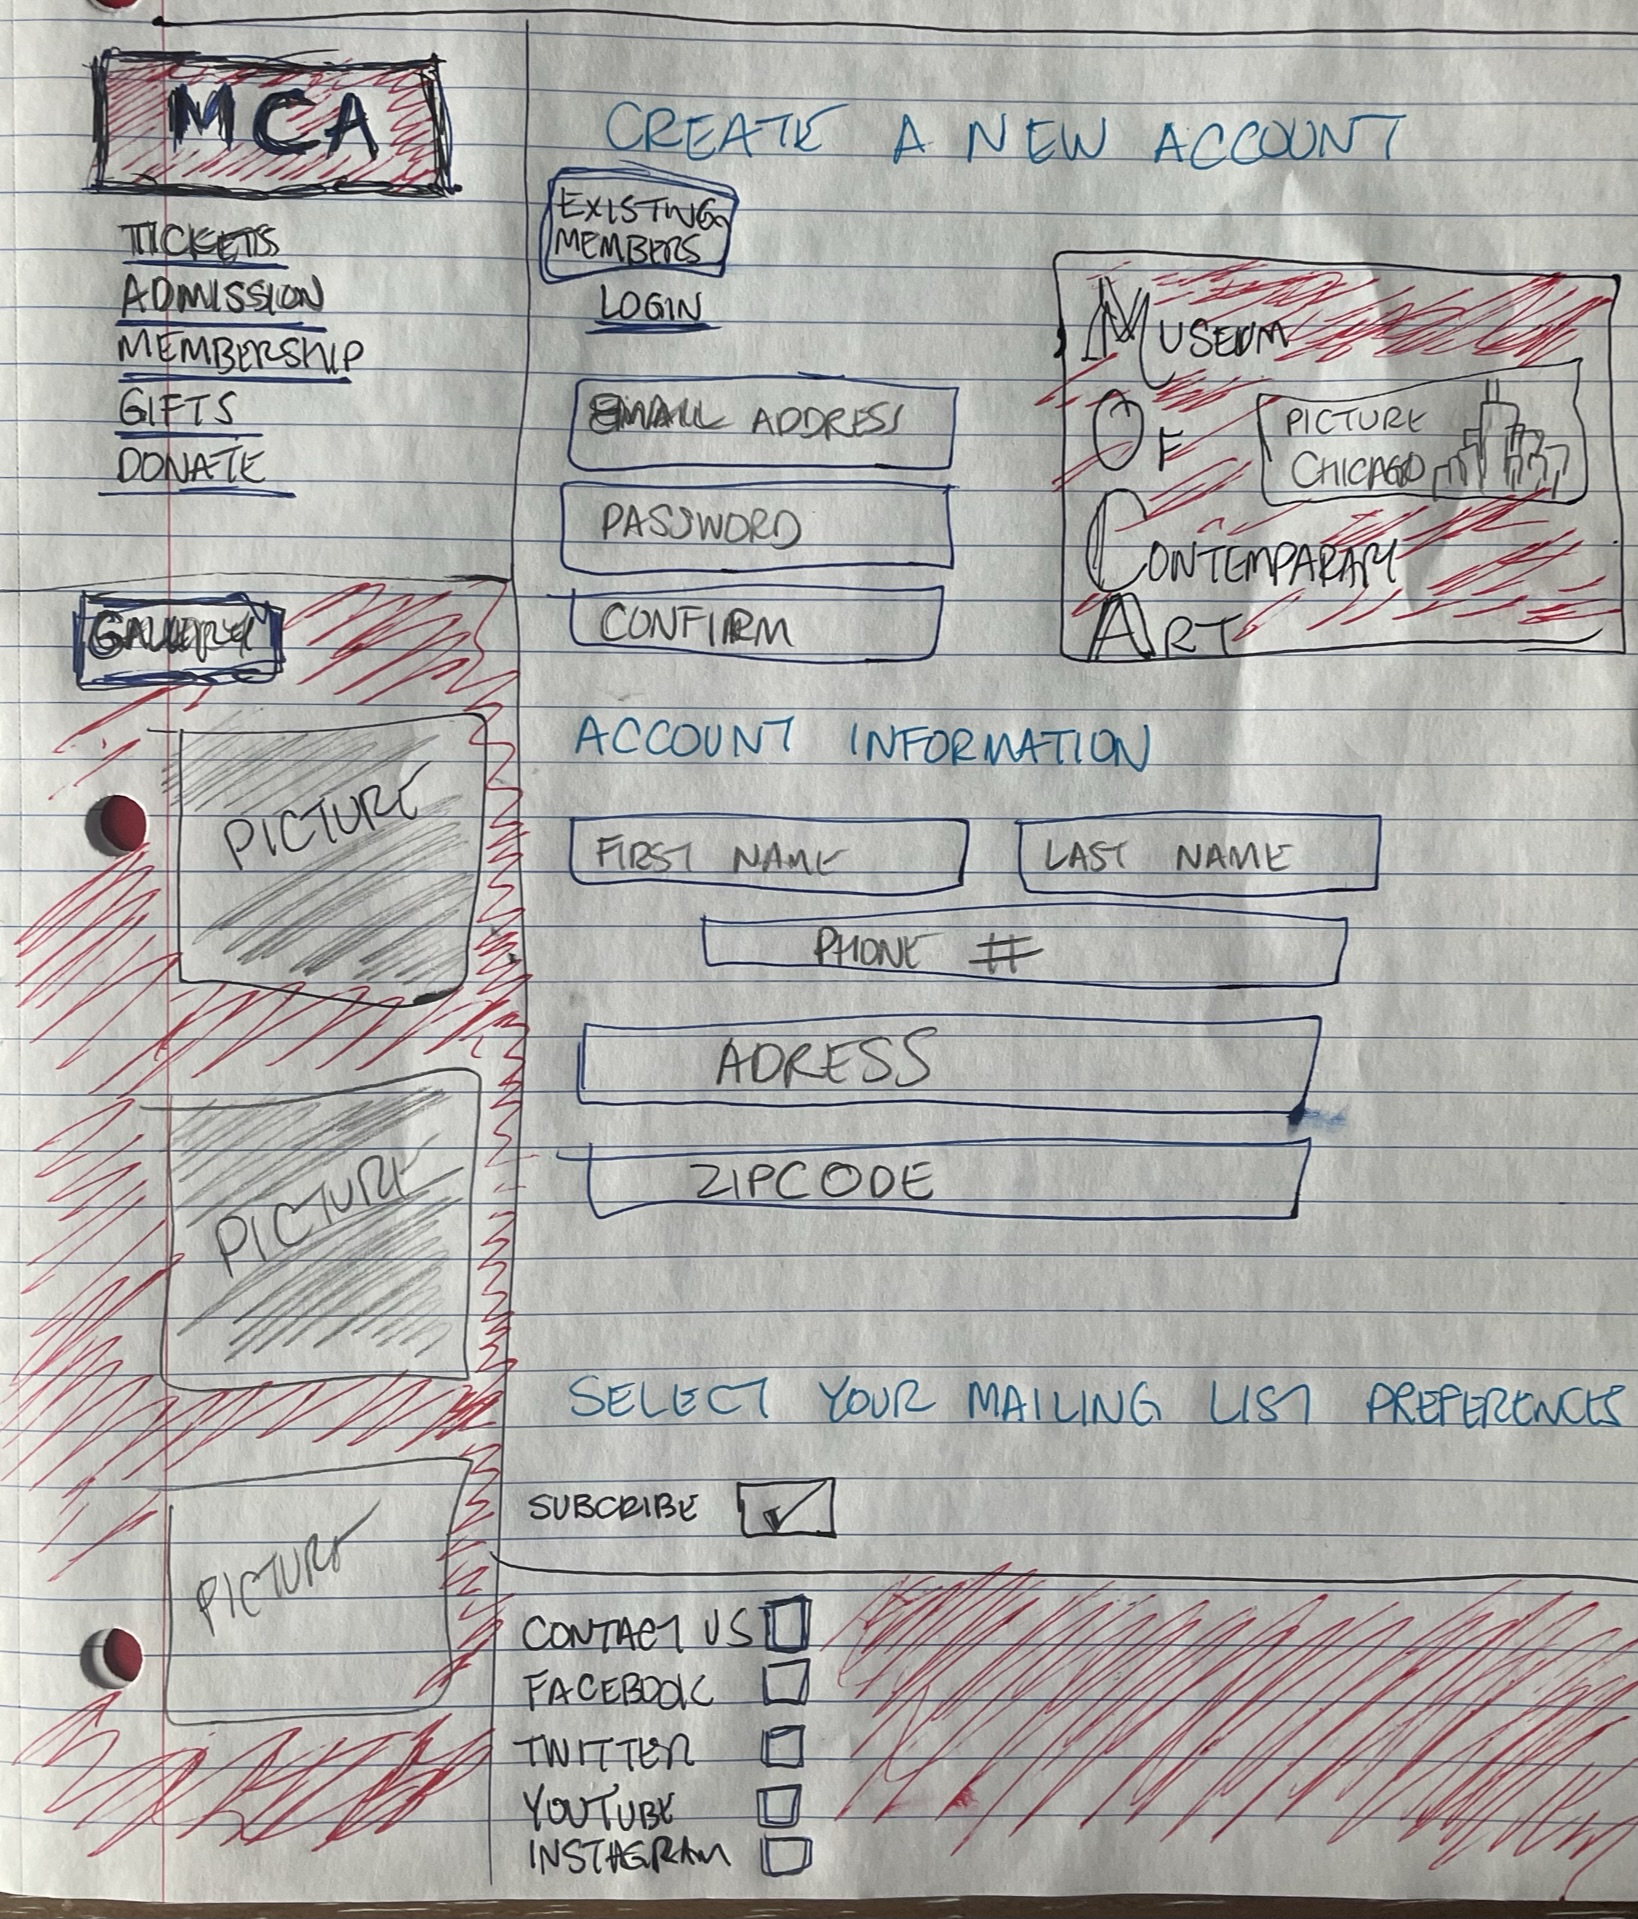 MCA
TICKETS
ADMISSION
MEMBERSHIP
GIFTS
DONATE
GALLERY
PICTURE
PICTURE
PICTURE
CREATE A NEW ACCOUNT
EXISTING
MEMBERS
LOGIN
EMAIL ADDRESS
PASSWORD
CONFIRM
MUSEUM
OF
PICTURE
CHICAGO
CONTEMPARARY
ART
ACCOUNT INFORMATION
FIRST NAME
LAST NAME
PHONE #
ADRESS
ZIPCODE
SELECT YOUR MAILING LIST PREFERENCES
SUBCRIBE
CONTACT US
FACEBOOK
TWITTER
YOUTUBE
INSTAGRAM